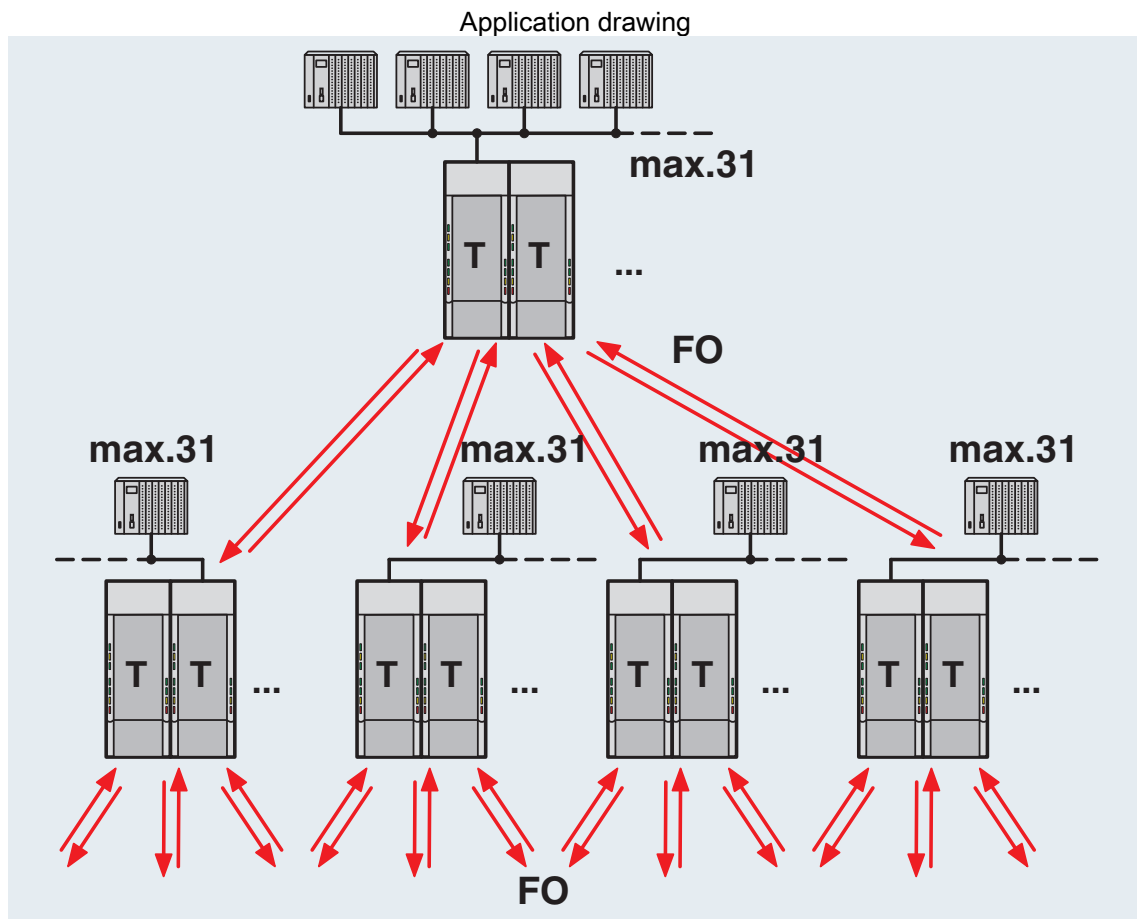 Application drawing
max.31
T T ...
FO
max.31 max.31 max.31 max.31
T T ... T T ... T T ... T T ...
FO